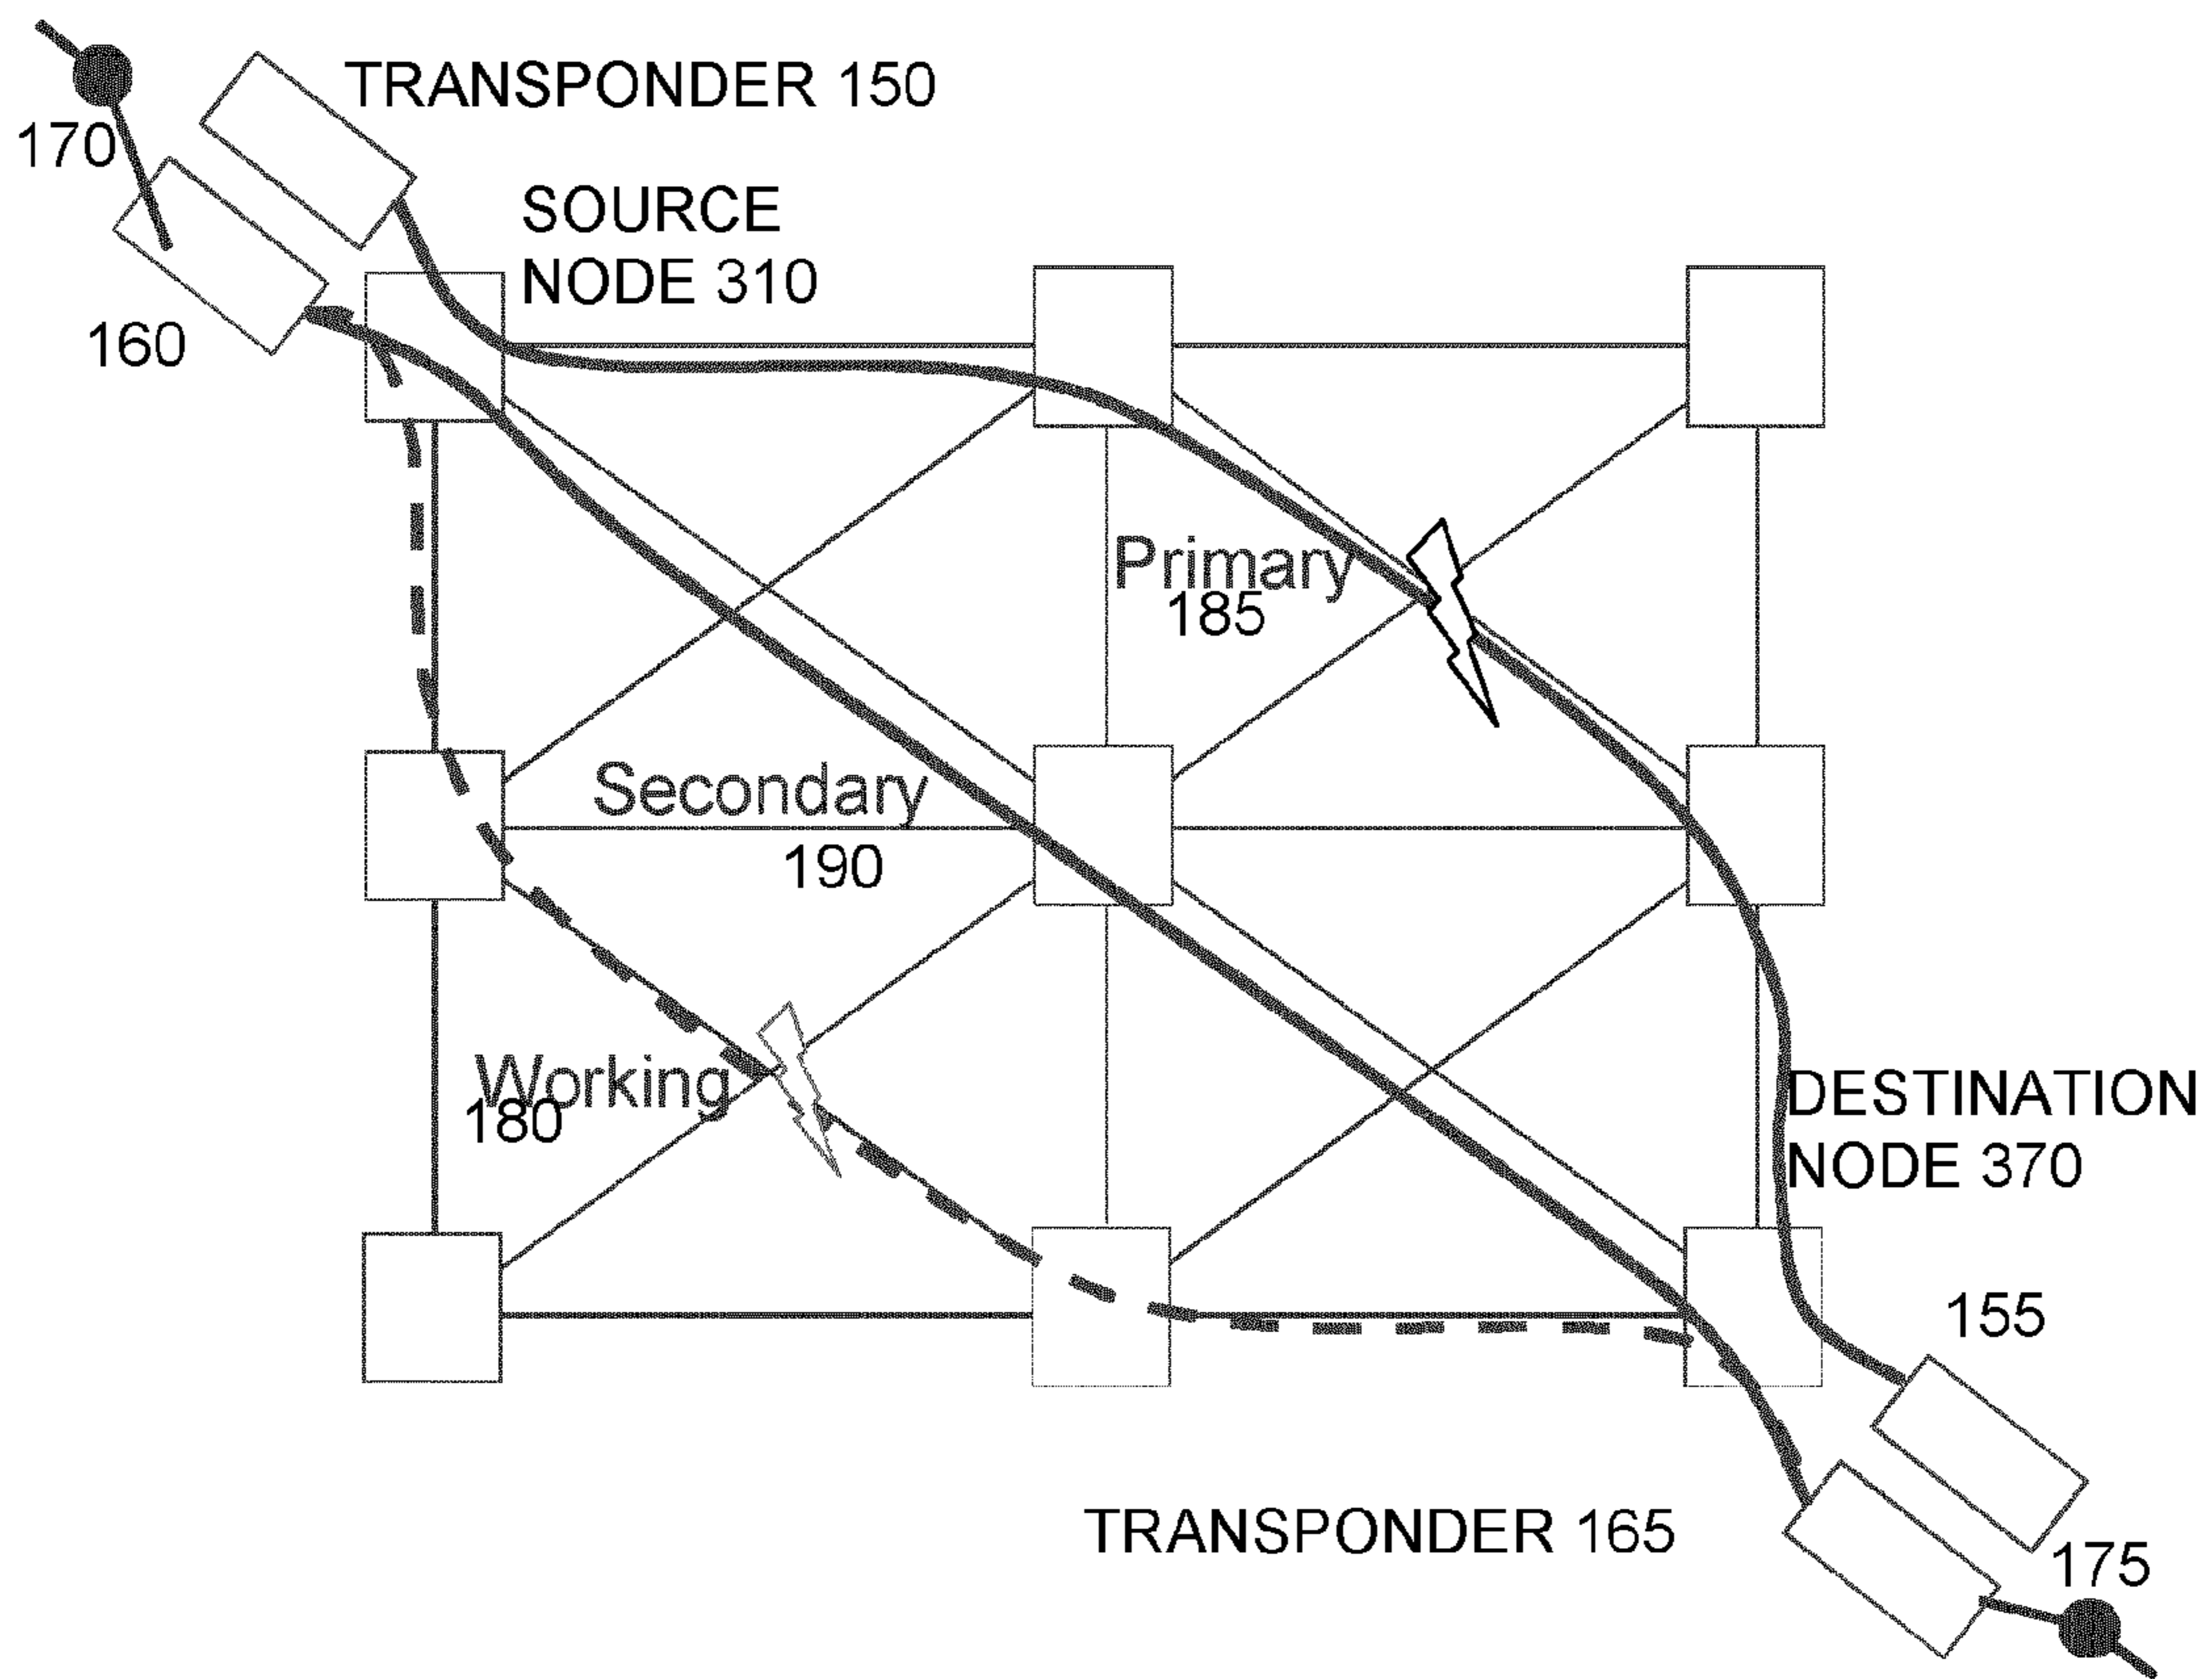 TRANSPONDER 150
170
SOURCE
NODE 310
160
Primary
185
Secondary
190
Working
180
DESTINATION
NODE 370
155
TRANSPONDER 165
175